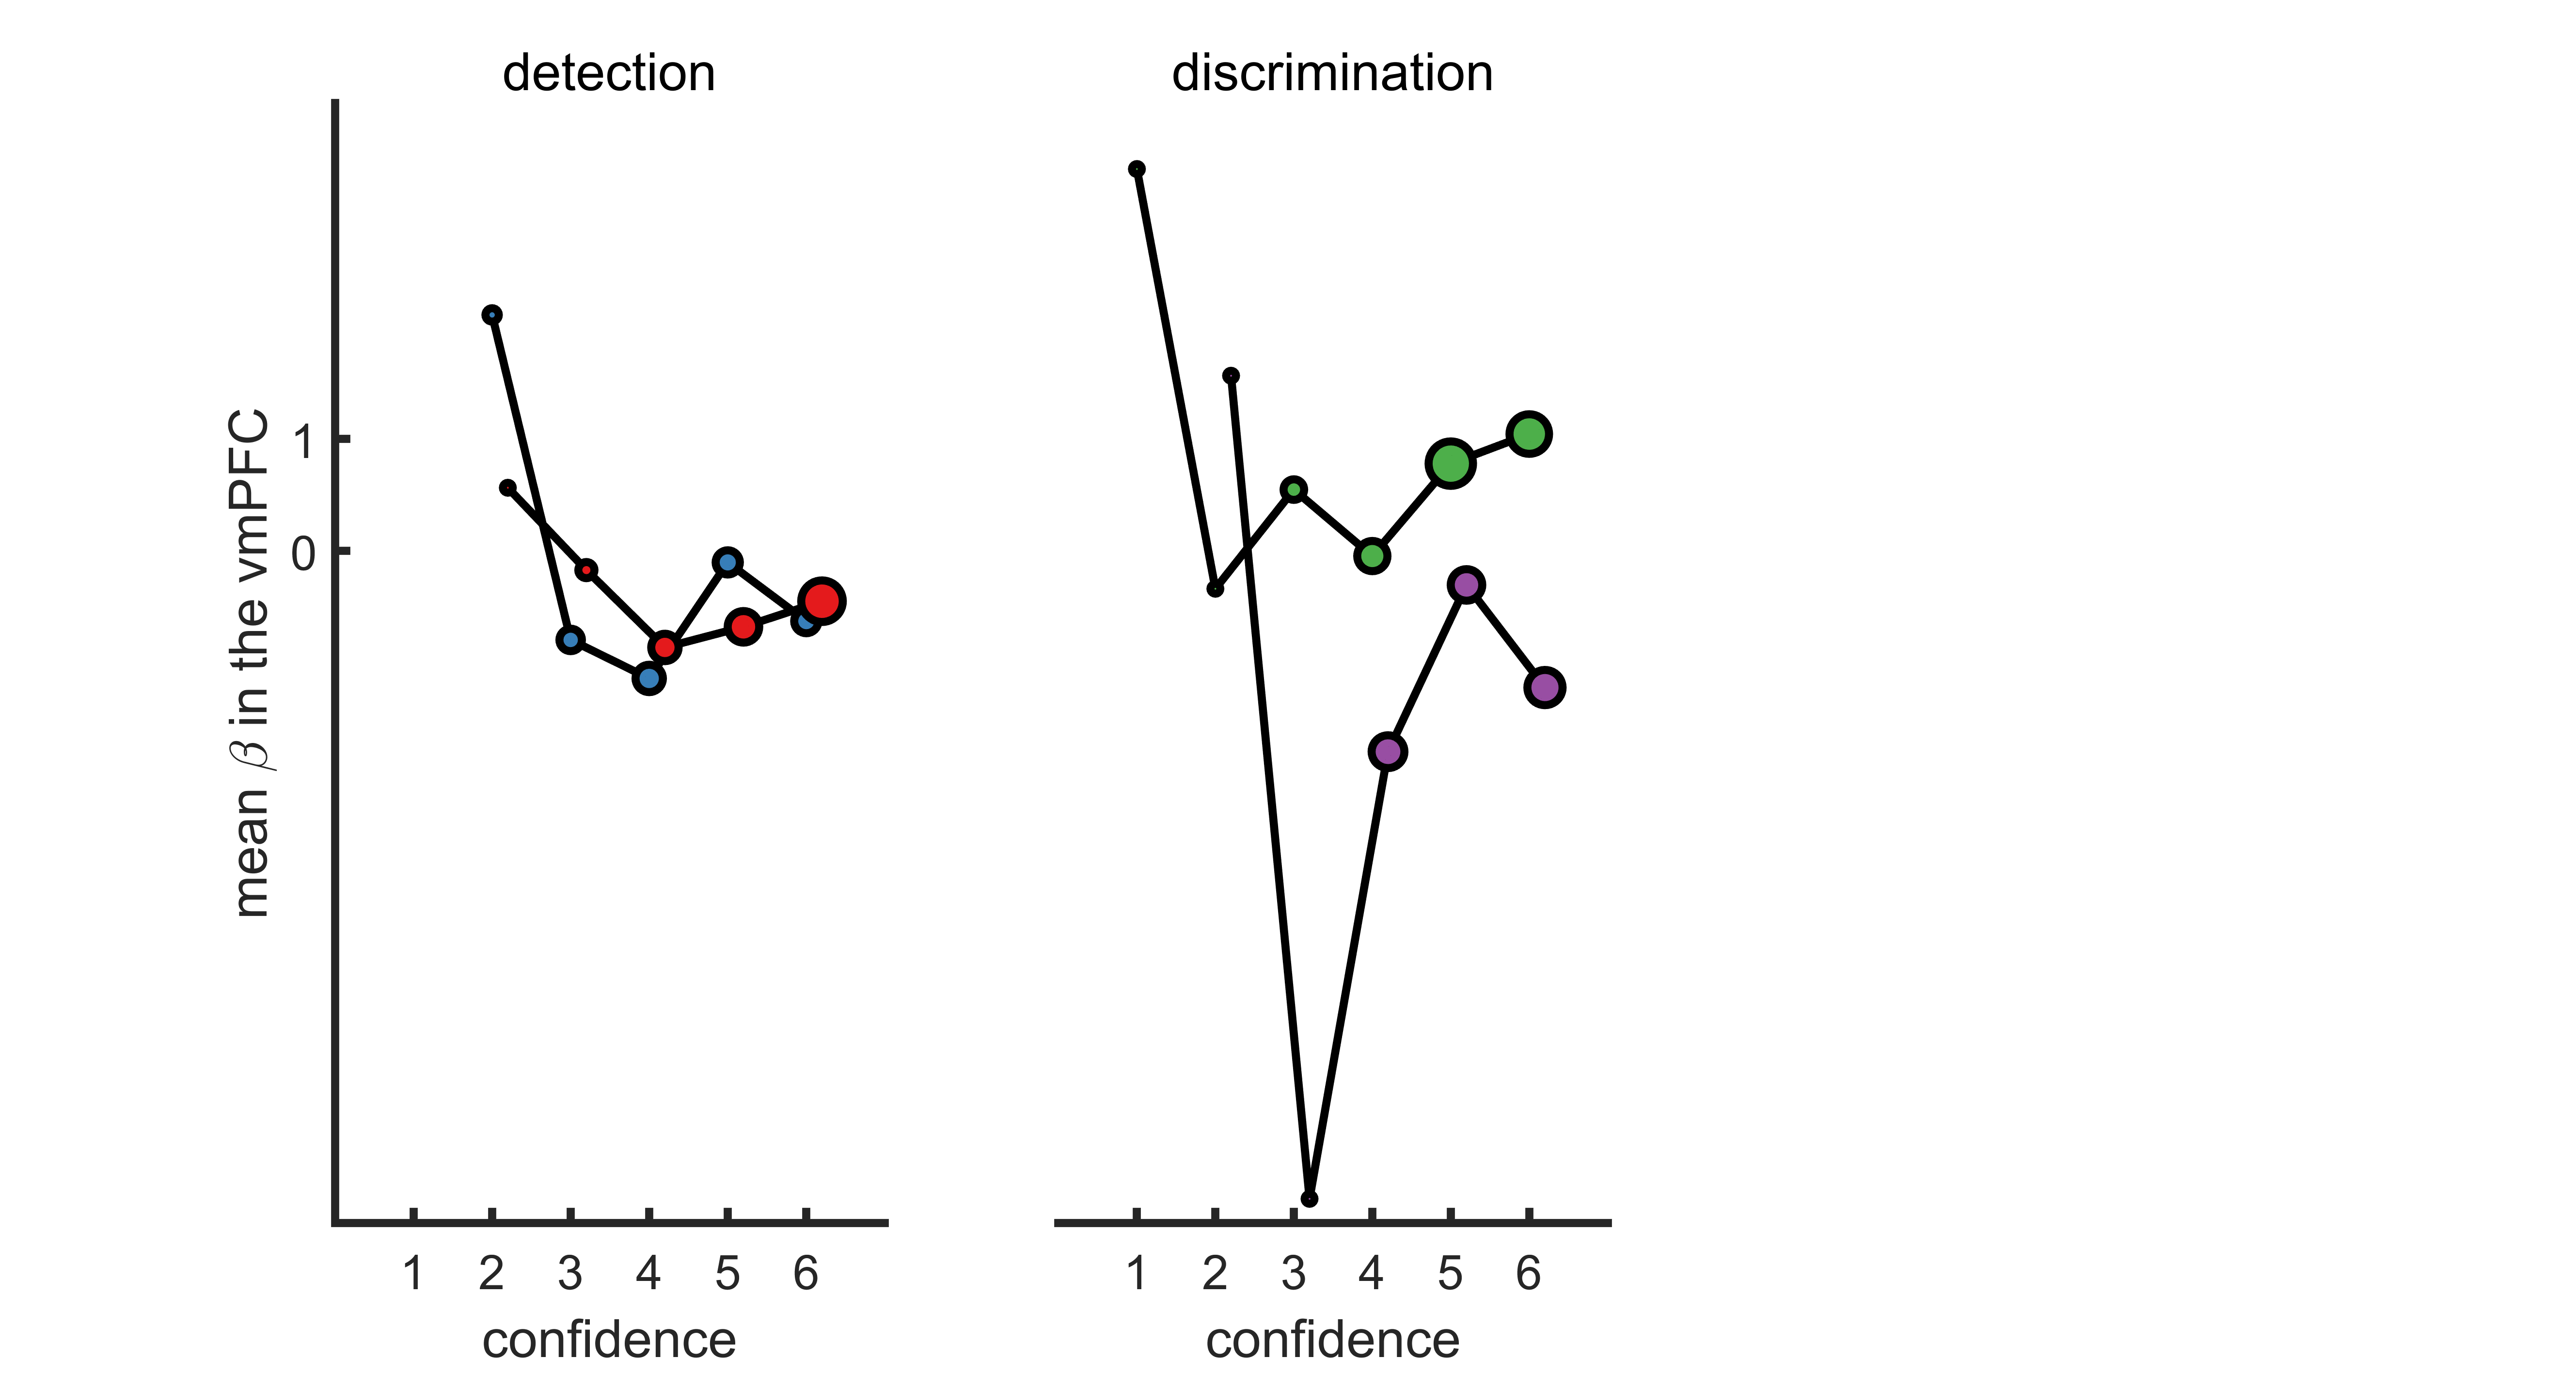 detection
discrimination
mean β in the vmPFC
1
0
1 2 3 4 5 6
1 2 3 4 5 6
confidence
confidence